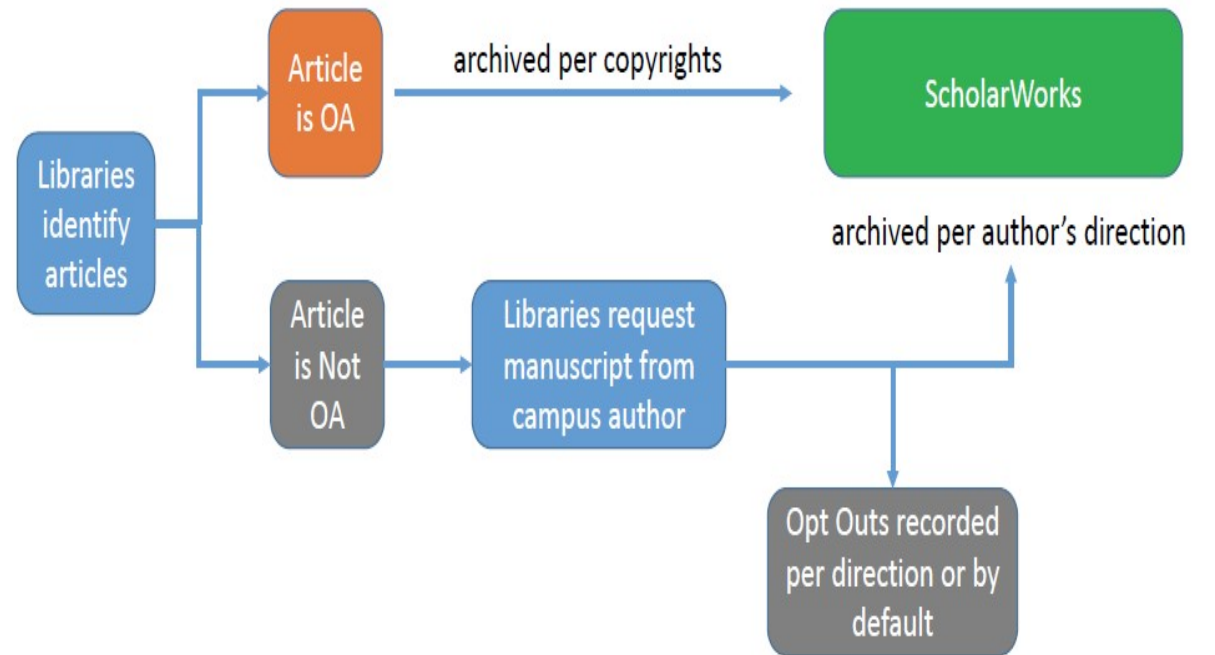 Libraries
identify
articles
Article
is OA
archived per copyrights
ScholarWorks
Article
is Not
OA
Libraries request
manuscript from
campus author
archived per author’s direction
Opt Outs recorded
per direction or by
default